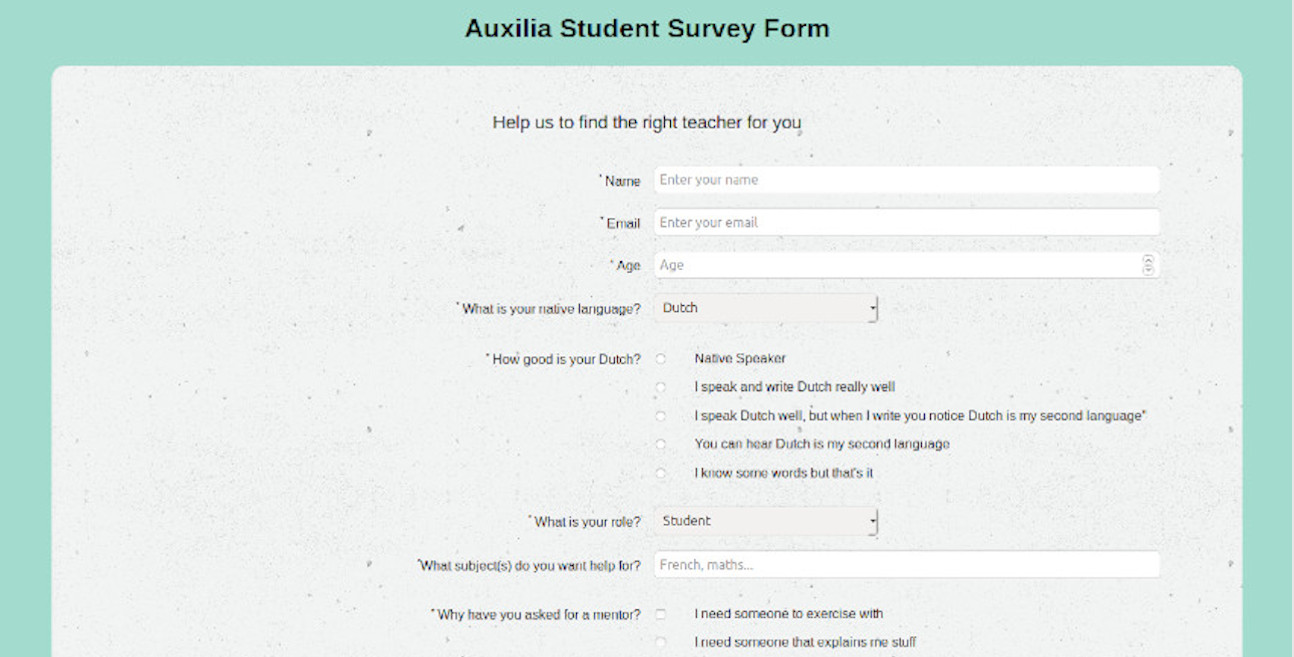 Auxilia Student Survey Form
Help us to find the right teacher for you
* Name Enter your name
* Email Enter your email
* Age Age
* What is your native language? Dutch
* How good is your Dutch? Native Speaker
I speak and write Dutch really well
I speak Dutch well, but when I write you notice Dutch is my second language"
You can hear Dutch is my second language
I know some words but that's it
* What is your role? Student
*What subject(s) do you want help for? French, maths...
* Why have you asked for a mentor? I need someone to exercise with
I need someone that explains me stuff